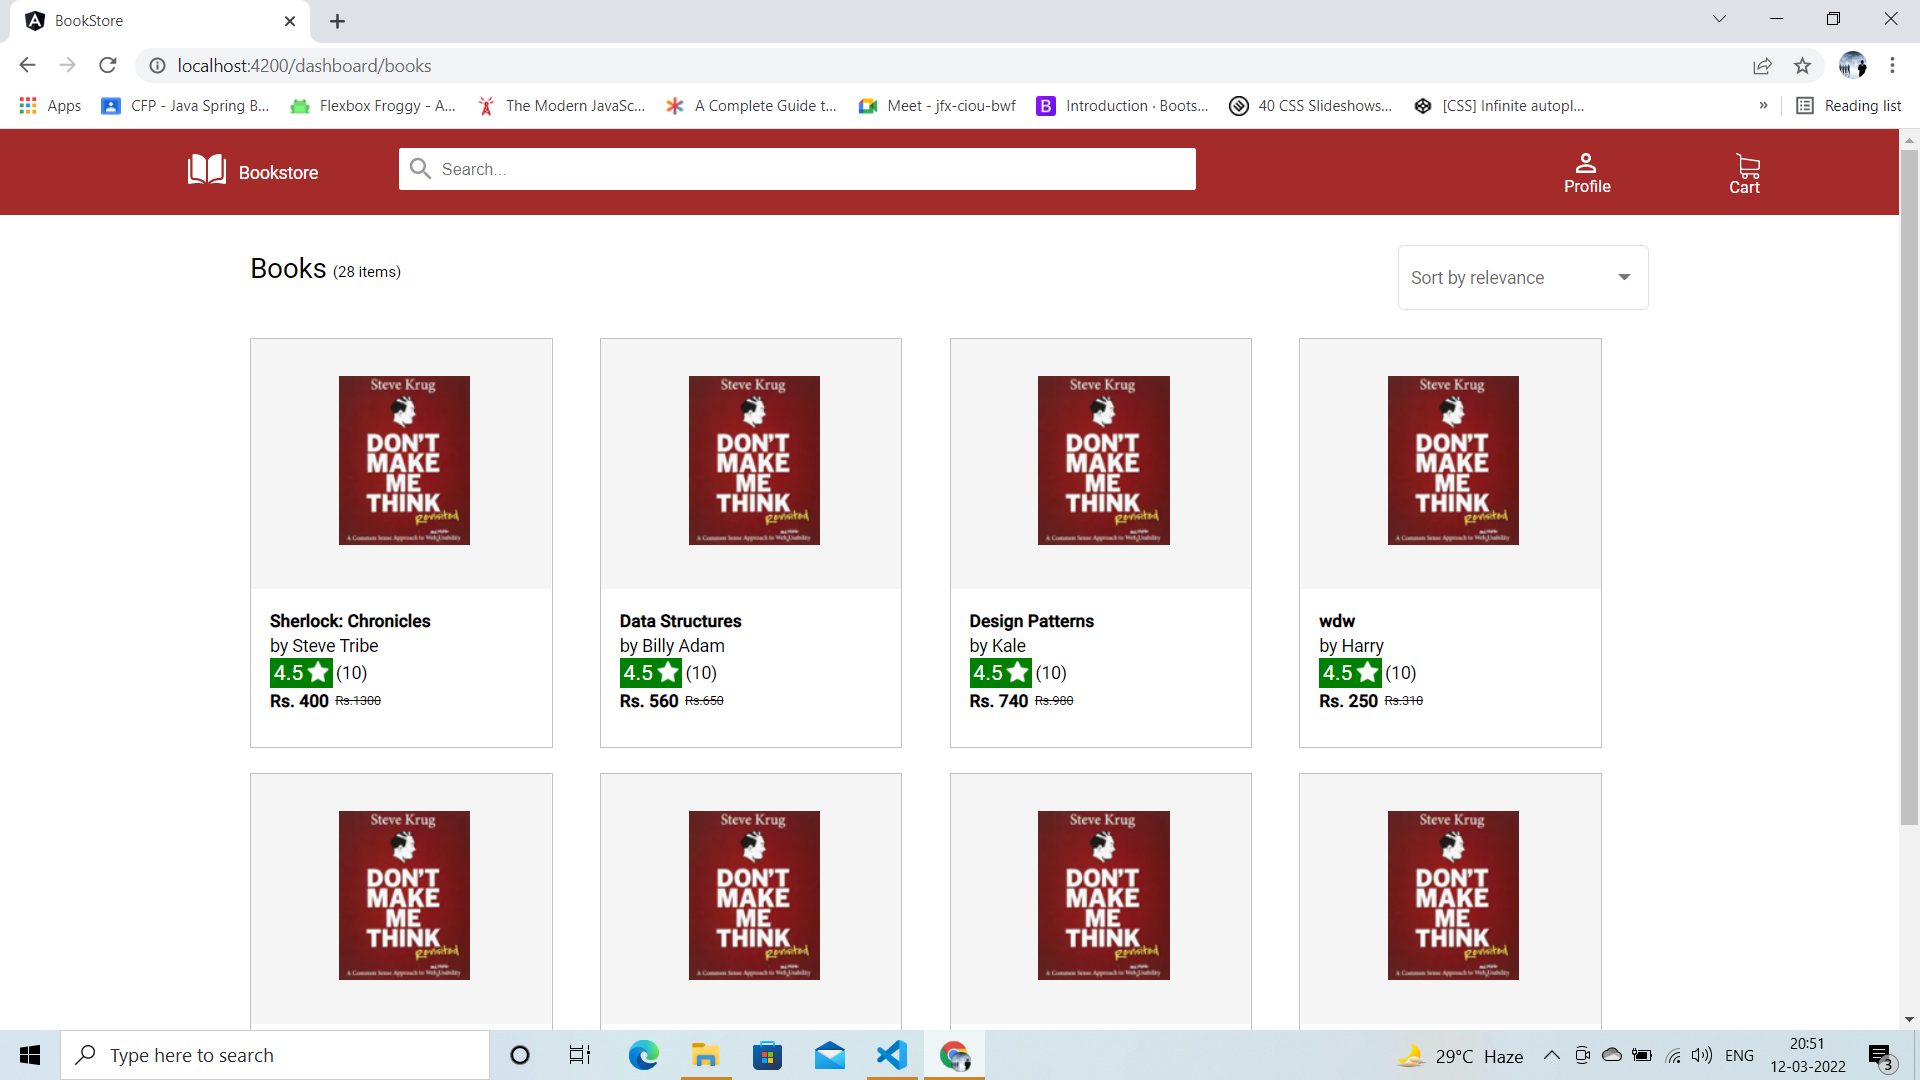 BookStore
localhost:4200/dashboard/books
Apps
CFP - Java Spring B...
Flexbox Froggy - A...
The Modern JavaSc...
A Complete Guide t...
Meet - jfx-ciou-bwf
Introduction · Boots...
40 CSS Slideshows...
[CSS] Infinite autopl...
»
Reading list
Bookstore
Search...
Profile
Cart
Books (28 items)
Sort by relevance
Steve Krug
DON'T
MAKE
ME
THINK
Revisited
A Common Sense Approach to Web Usability
Steve Krug
DON'T
MAKE
ME
THINK
Revisited
A Common Sense Approach to Web Usability
Steve Krug
DON'T
MAKE
ME
THINK
Revisited
A Common Sense Approach to Web Usability
Steve Krug
DON'T
MAKE
ME
THINK
Revisited
A Common Sense Approach to Web Usability
Sherlock: Chronicles
by Steve Tribe
4.5 (10)
Rs. 400 Rs.1300
Data Structures
by Billy Adam
4.5 (10)
Rs. 560 Rs.650
Design Patterns
by Kale
4.5 (10)
Rs. 740 Rs.980
wdw
by Harry
4.5 (10)
Rs. 250 Rs.310
Steve Krug
DON'T
MAKE
ME
THINK
Revisited
A Common Sense Approach to Web Usability
Steve Krug
DON'T
MAKE
ME
THINK
Revisited
A Common Sense Approach to Web Usability
Steve Krug
DON'T
MAKE
ME
THINK
Revisited
A Common Sense Approach to Web Usability
Steve Krug
DON'T
MAKE
ME
THINK
Revisited
A Common Sense Approach to Web Usability
Type here to search
29°C Haze
ENG
20:51
12-03-2022
3